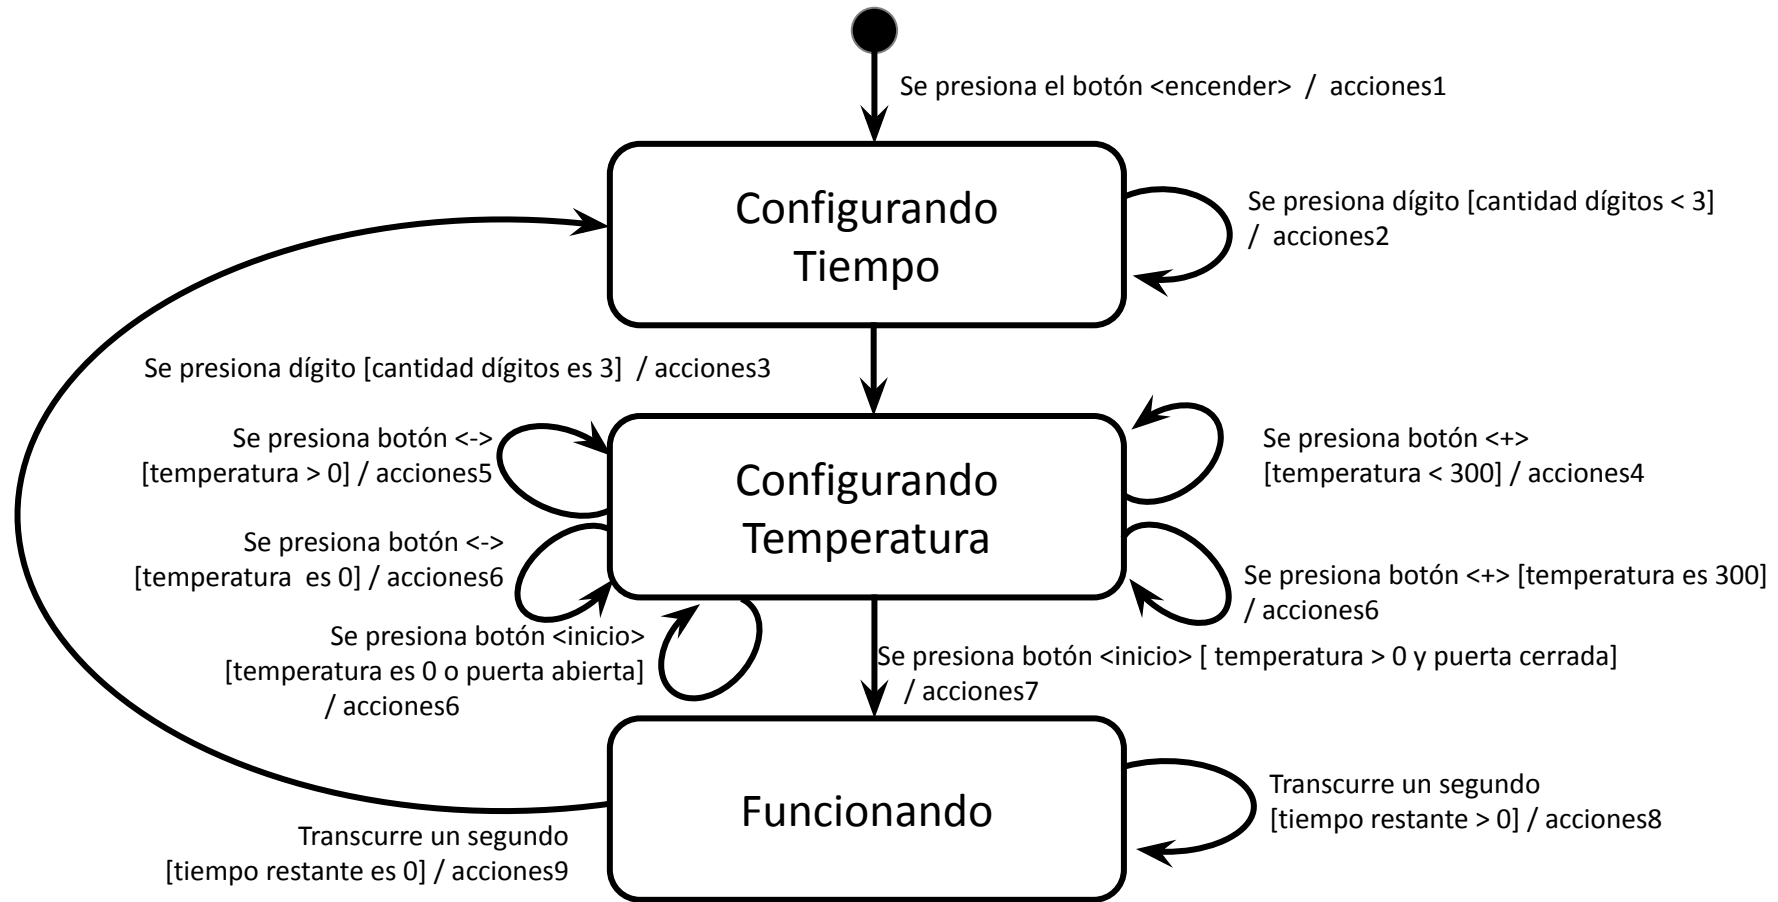 Se presiona el botón <encender> / acciones1
Configurando
Tiempo
Se presiona dígito [cantidad dígitos < 3]
/ acciones2
Se presiona dígito [cantidad dígitos es 3] / acciones3
Se presiona botón <->
[temperatura > 0] / acciones5
Configurando
Temperatura
Se presiona botón <+>
[temperatura < 300] / acciones4
Se presiona botón <->
[temperatura es 0] / acciones6
Se presiona botón <+> [temperatura es 300]
/ acciones6
Se presiona botón <inicio>
[temperatura es 0 o puerta abierta]
/ acciones6
Se presiona botón <inicio> [ temperatura > 0 y puerta cerrada]
/ acciones7
Funcionando
Transcurre un segundo
[tiempo restante > 0] / acciones8
Transcurre un segundo
[tiempo restante es 0] / acciones9